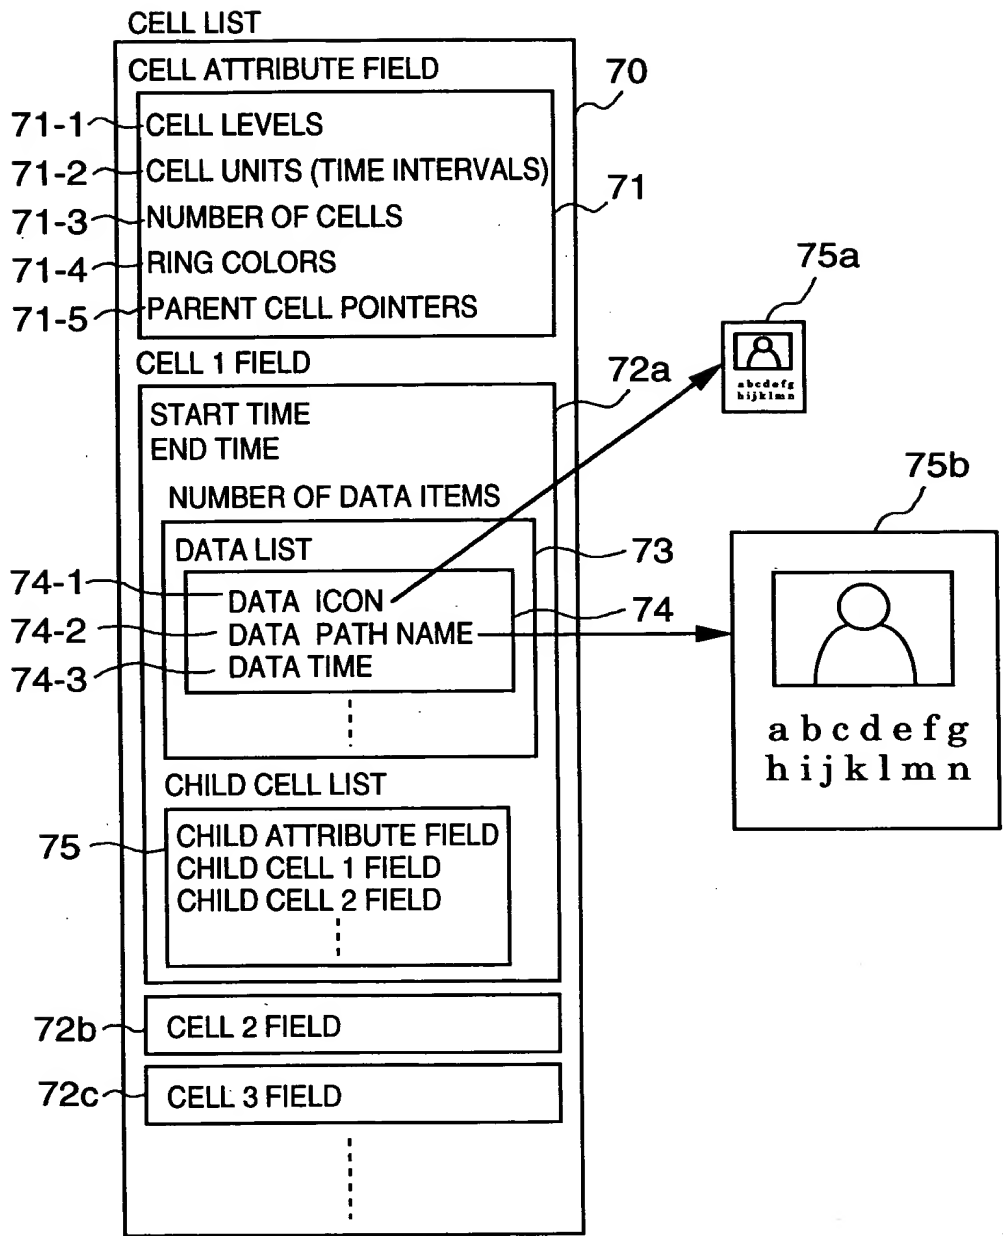 CELL LIST
CELL ATTRIBUTE FIELD
70
71-1 CELL LEVELS
71-2 CELL UNITS (TIME INTERVALS)
71
71-3 NUMBER OF CELLS
71-4 RING COLORS
71-5 PARENT CELL POINTERS
75a
abcdefg
hijklmn
CELL 1 FIELD
72a
START TIME
END TIME
NUMBER OF DATA ITEMS
DATA LIST
73
74-1 DATA ICON
74
74-2 DATA PATH NAME
74-3 DATA TIME
75b
a b c d e f g
h i j k l m n
CHILD CELL LIST
75
CHILD ATTRIBUTE FIELD
CHILD CELL 1 FIELD
CHILD CELL 2 FIELD
72b CELL 2 FIELD
72c CELL 3 FIELD